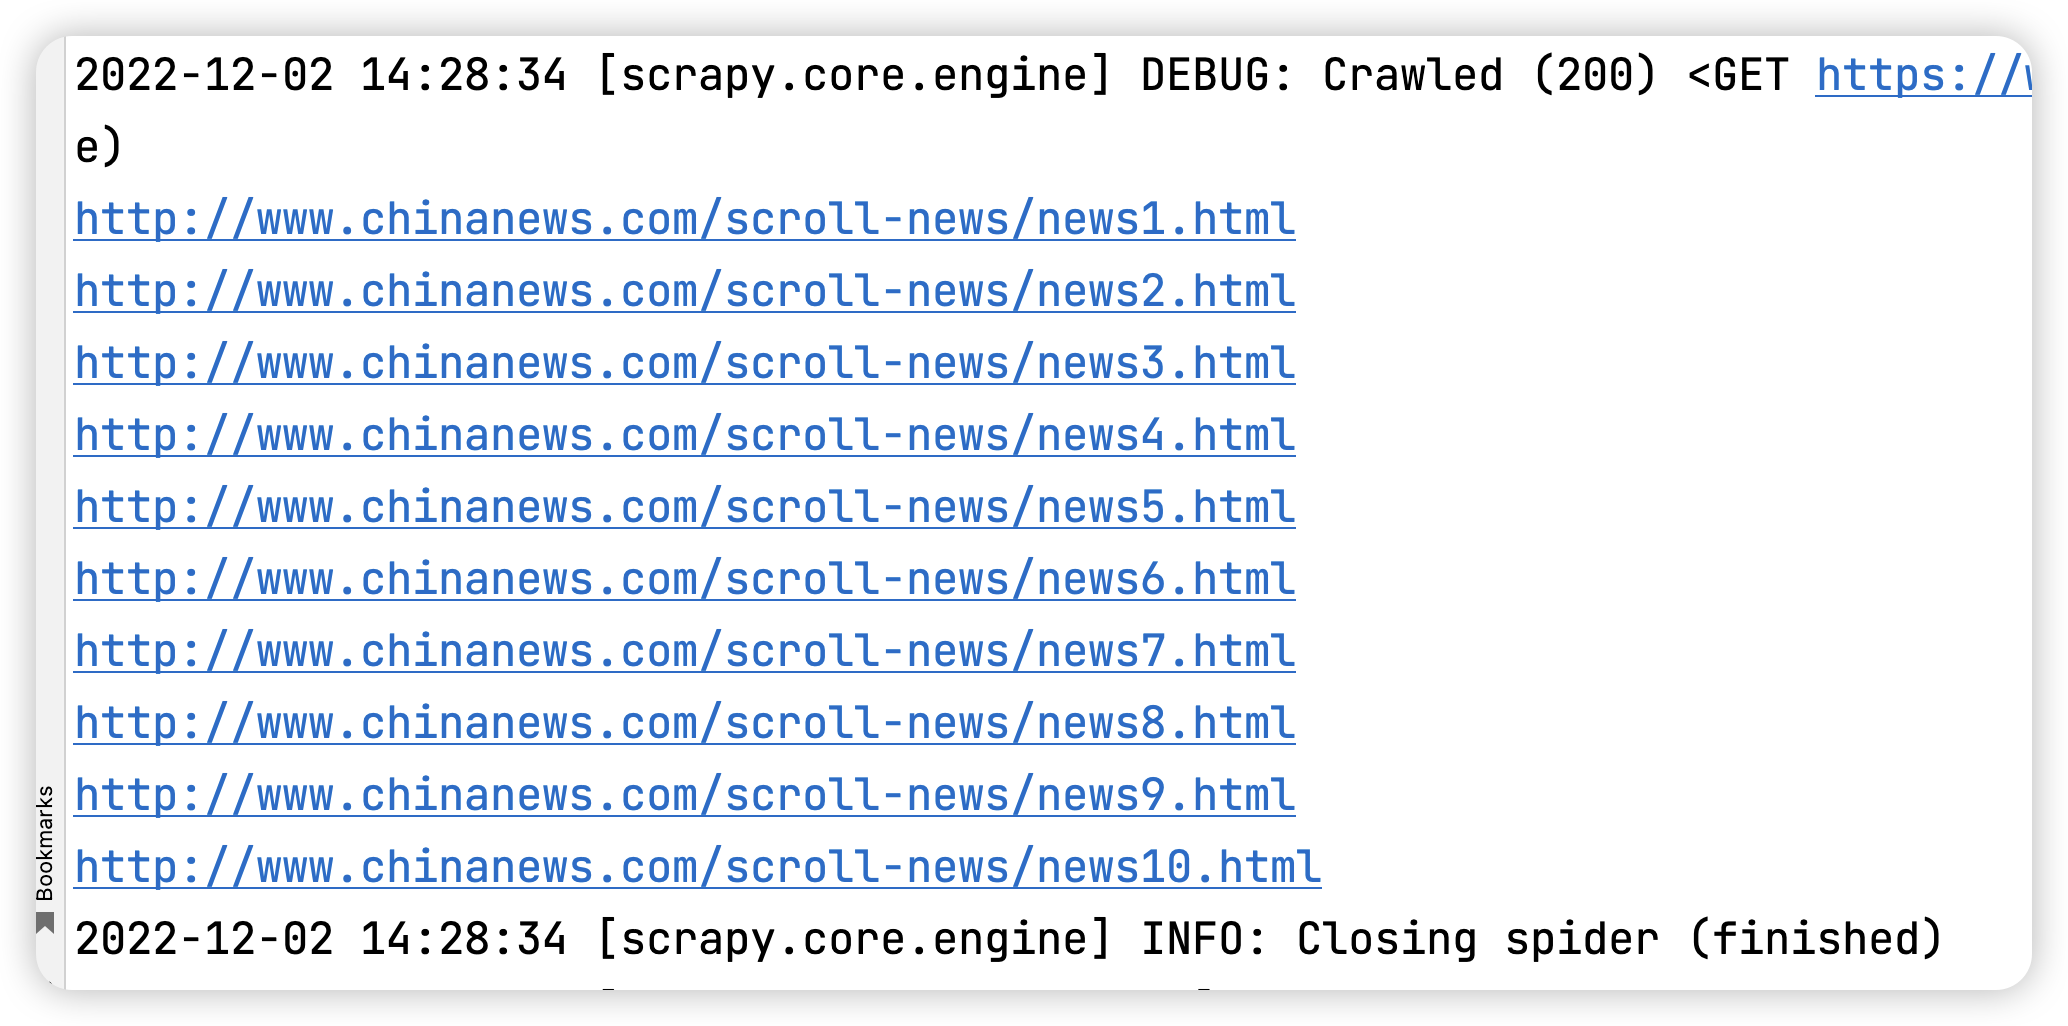 2022-12-02 14:28:34 [scrapy.core.engine] DEBUG: Crawled (200) <GET https://w
e)
http://www.chinanews.com/scroll-news/news1.html
http://www.chinanews.com/scroll-news/news2.html
http://www.chinanews.com/scroll-news/news3.html
http://www.chinanews.com/scroll-news/news4.html
http://www.chinanews.com/scroll-news/news5.html
http://www.chinanews.com/scroll-news/news6.html
http://www.chinanews.com/scroll-news/news7.html
http://www.chinanews.com/scroll-news/news8.html
http://www.chinanews.com/scroll-news/news9.html
http://www.chinanews.com/scroll-news/news10.html
2022-12-02 14:28:34 [scrapy.core.engine] INFO: Closing spider (finished)
Bookmarks